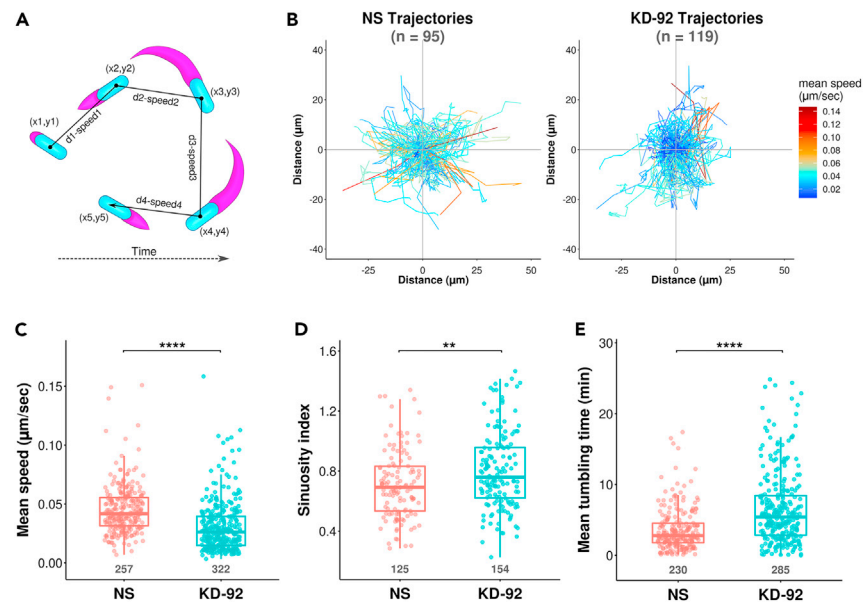 A
(x1,y1)
(x2,y2)
(x3,y3)
(x4,y4)
(x5,y5)
d1-speed1
d2-speed2
d3-speed3
d4-speed4
Time
B
NS Trajectories
(n = 95)
KD-92 Trajectories
(n = 119)
Distance (μm)
40
20
0
-20
-40
-25
0
25
50
Distance (μm)
Distance (μm)
40
20
0
-20
-40
-25
0
25
50
Distance (μm)
mean speed
(μm/sec)
0.14
0.12
0.10
0.08
0.06
0.04
0.02
C
Mean speed (μm/sec)
0.15
0.10
0.05
0.00
****
257
322
NS
KD-92
D
Sinuosity index
1.6
1.2
0.8
0.4
**
125
154
NS
KD-92
E
Mean tumbling time (min)
30
20
10
0
****
230
285
NS
KD-92